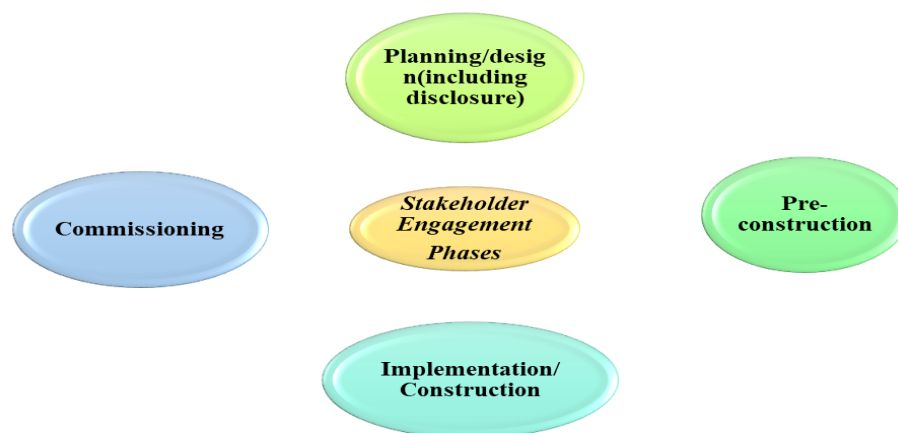 Planning/desig
n(including
disclosure)
Commissioning
Stakeholder
Engagement
Phases
Pre-
construction
Implementation/
Construction